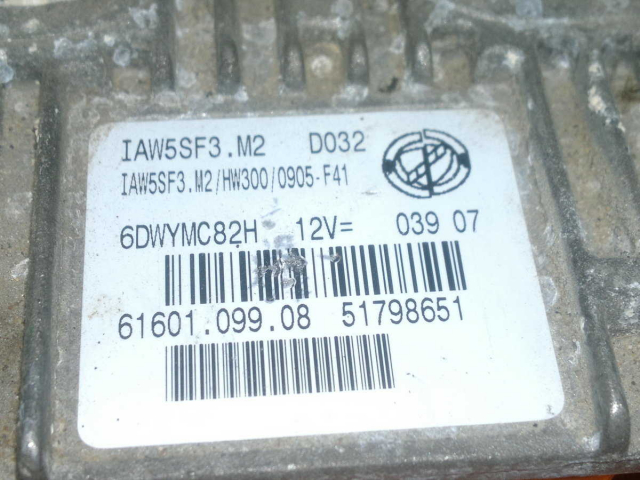 IAW5SF3.M2 D032
IAW5SF3.M2/HW300/0905-F41
6DWYMC82H 12V= 039 07
61601.099.08 51798651